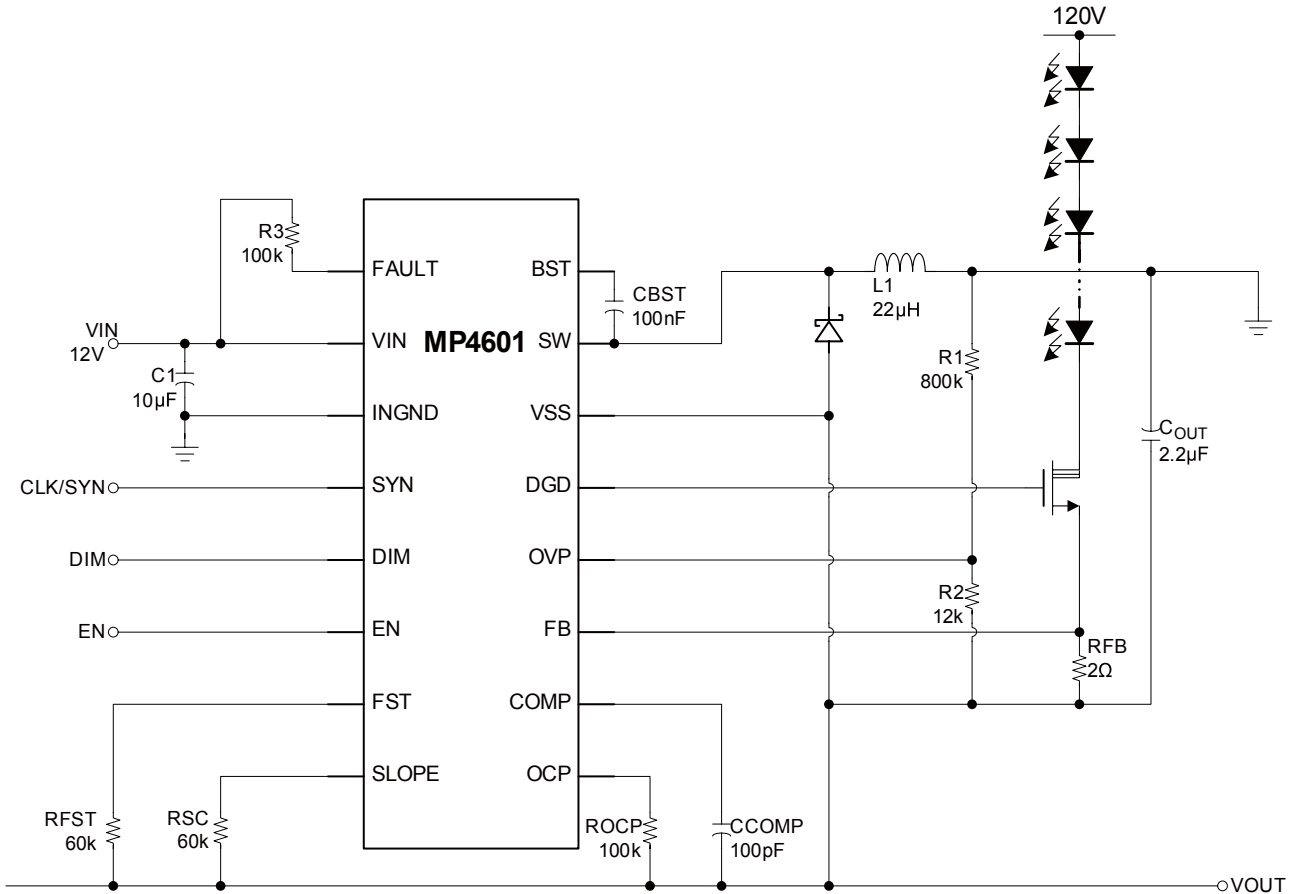 120V
R3
100k
FAULT
BST
CBST
100nF
L1
22µH
VIN
12V
VIN
MP4601
SW
R1
800k
C1
10µF
INGND
VSS
COUT
2.2µF
CLK/SYN
SYN
DGD
DIM
DIM
OVP
R2
12k
EN
EN
FB
RFB
2Ω
FST
COMP
SLOPE
OCP
RFST
60k
RSC
60k
ROCP
100k
CCOMP
100pF
VOUT